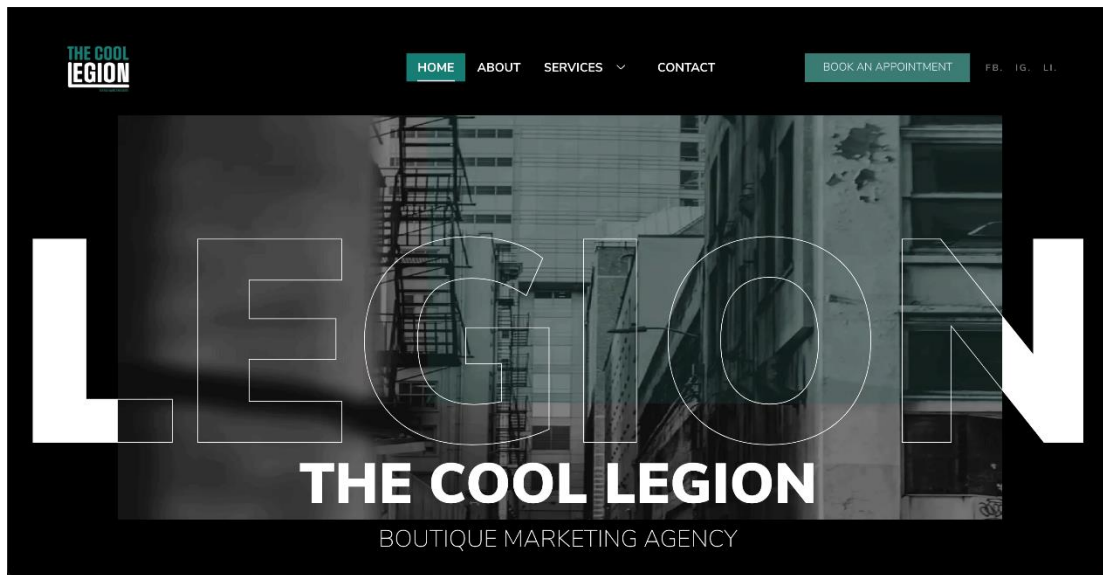 THE COOL
LEGION
HOME ABOUT SERVICES CONTACT
BOOK AN APPOINTMENT
FB. IG. LI.
LEGION
THE COOL LEGION
BOUTIQUE MARKETING AGENCY